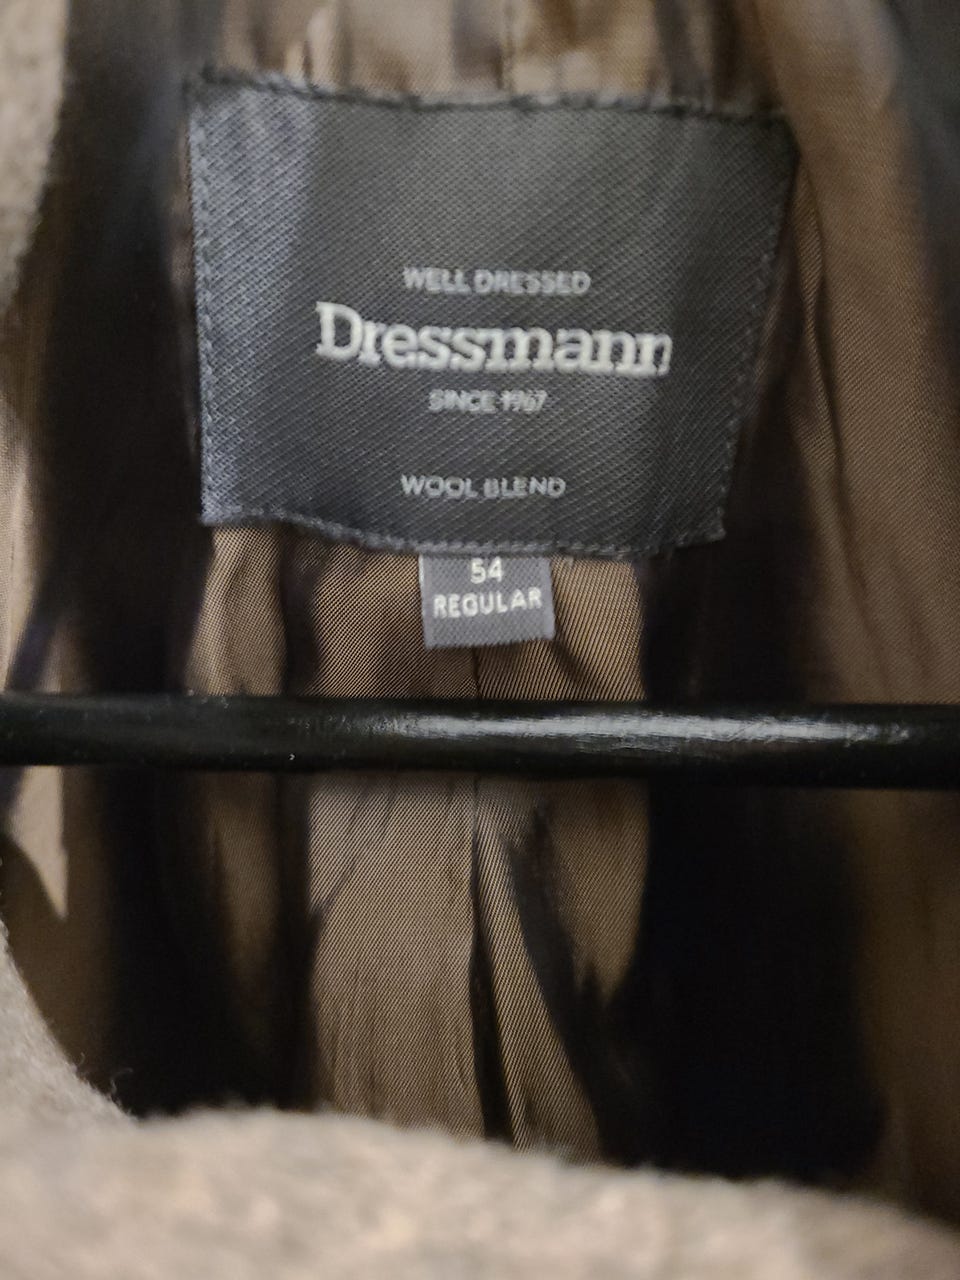 WELL DRESSED
Dressmann
SINCE 1967
WOOL BLEND
54
REGULAR